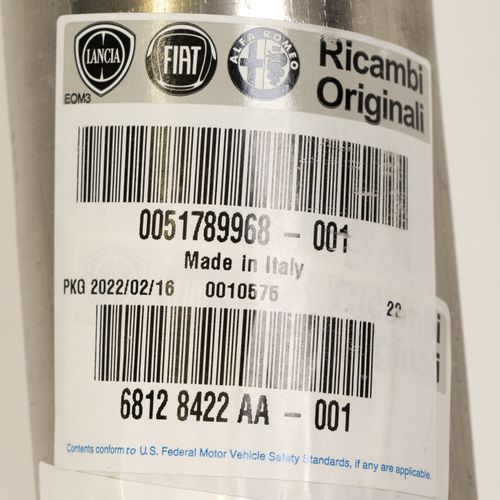 LANCIA FIAT ALFA ROMEO
Ricambi
Originali
EOM3
0051789968 - 001
Made in Italy
PKG 2022/02/16 0010575 22
6812 8422 AA - 001
Contents conform to U.S. Federal Motor Vehicle Safety Standards, if any are applicable.